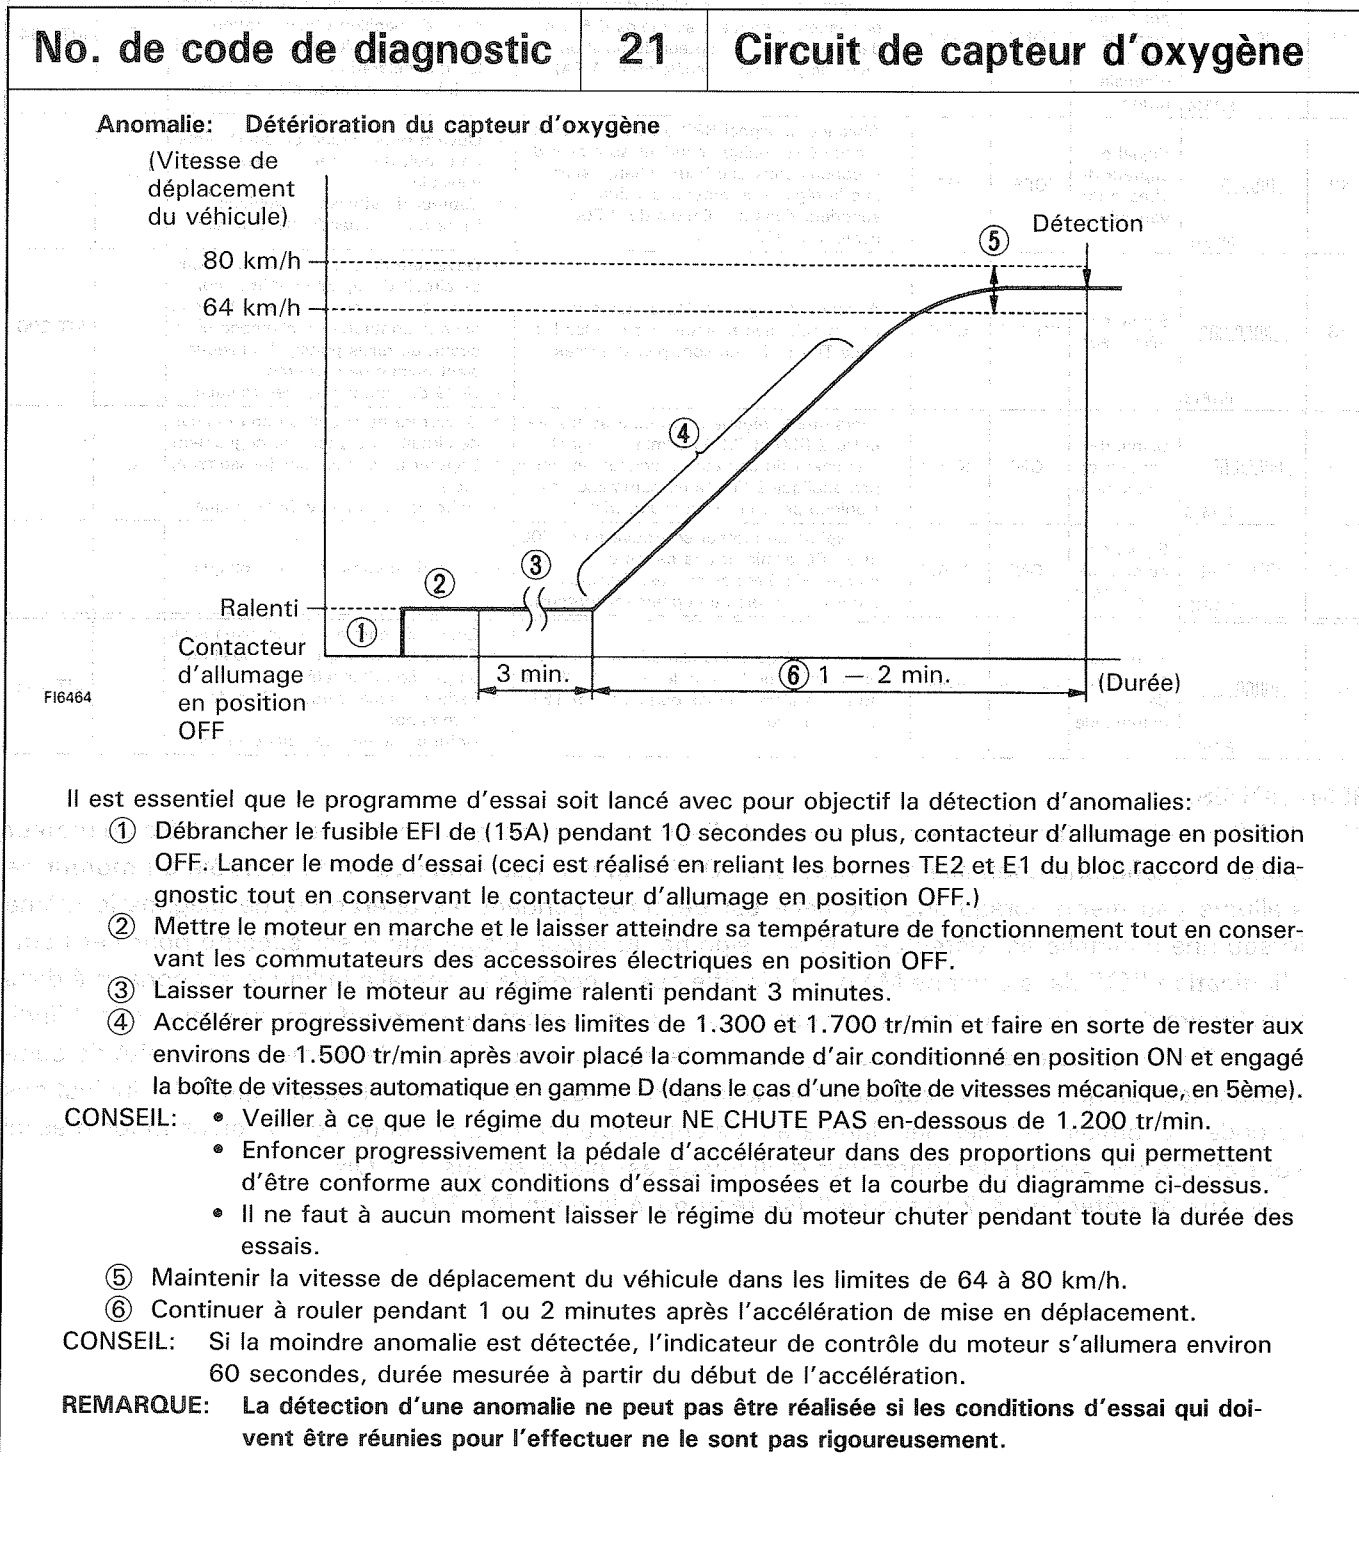 No. de code de diagnostic 21 Circuit de capteur d'oxygène
Anomalie: Détérioration du capteur d'oxygène
(Vitesse de
déplacement
du véhicule)
Détection
⑤
80 km/h
64 km/h
④
③
②
Ralenti
①
Contacteur
d'allumage
en position
OFF
3 min.
⑥ 1 — 2 min.
(Durée)
FI6464
Il est essentiel que le programme d'essai soit lancé avec pour objectif la détection d'anomalies:
① Débrancher le fusible EFI de (15A) pendant 10 secondes ou plus, contacteur d'allumage en position
OFF. Lancer le mode d'essai (ceci est réalisé en reliant les bornes TE2 et E1 du bloc raccord de dia-
gnostic tout en conservant le contacteur d'allumage en position OFF.)
② Mettre le moteur en marche et le laisser atteindre sa température de fonctionnement tout en conser-
vant les commutateurs des accessoires électriques en position OFF.
③ Laisser tourner le moteur au régime ralenti pendant 3 minutes.
④ Accélérer progressivement dans les limites de 1.300 et 1.700 tr/min et faire en sorte de rester aux
environs de 1.500 tr/min après avoir placé la commande d'air conditionné en position ON et engagé
la boîte de vitesses automatique en gamme D (dans le cas d'une boîte de vitesses mécanique, en 5ème).
CONSEIL: • Veiller à ce que le régime du moteur NE CHUTE PAS en-dessous de 1.200 tr/min.
• Enfoncer progressivement la pédale d'accélérateur dans des proportions qui permettent
d'être conforme aux conditions d'essai imposées et la courbe du diagramme ci-dessus.
• Il ne faut à aucun moment laisser le régime du moteur chuter pendant toute la durée des
essais.
⑤ Maintenir la vitesse de déplacement du véhicule dans les limites de 64 à 80 km/h.
⑥ Continuer à rouler pendant 1 ou 2 minutes après l'accélération de mise en déplacement.
CONSEIL: Si la moindre anomalie est détectée, l'indicateur de contrôle du moteur s'allumera environ
60 secondes, durée mesurée à partir du début de l'accélération.
REMARQUE: La détection d'une anomalie ne peut pas être réalisée si les conditions d'essai qui doi-
vent être réunies pour l'effectuer ne le sont pas rigoureusement.